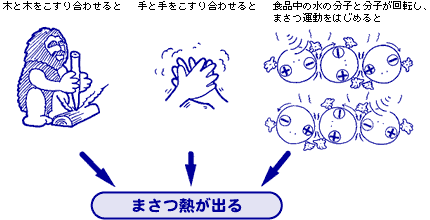 木と木をこすり合わせると
手と手をこすり合わせると
食品中の水の分子と分子が回転し、
まさつ運動をはじめると
まさつ熱が出る